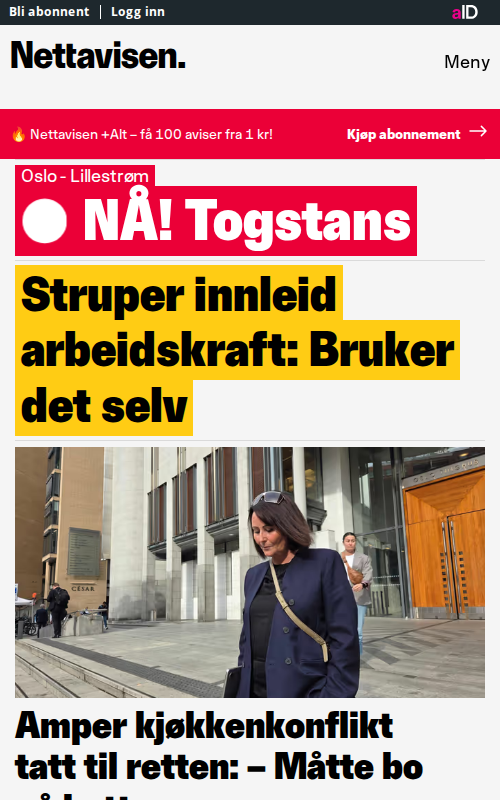 Bli abonnent | Logg inn
aID
Nettavisen.
Meny
🔥 Nettavisen +Alt – få 100 aviser fra 1 kr!
Kjøp abonnement →
Oslo - Lillestrøm
NÅ! Togstans
Struper innleid
arbeidskraft: Bruker
det selv
CESAR
Amper kjøkkenkonflikt
tatt til retten: – Måtte bo